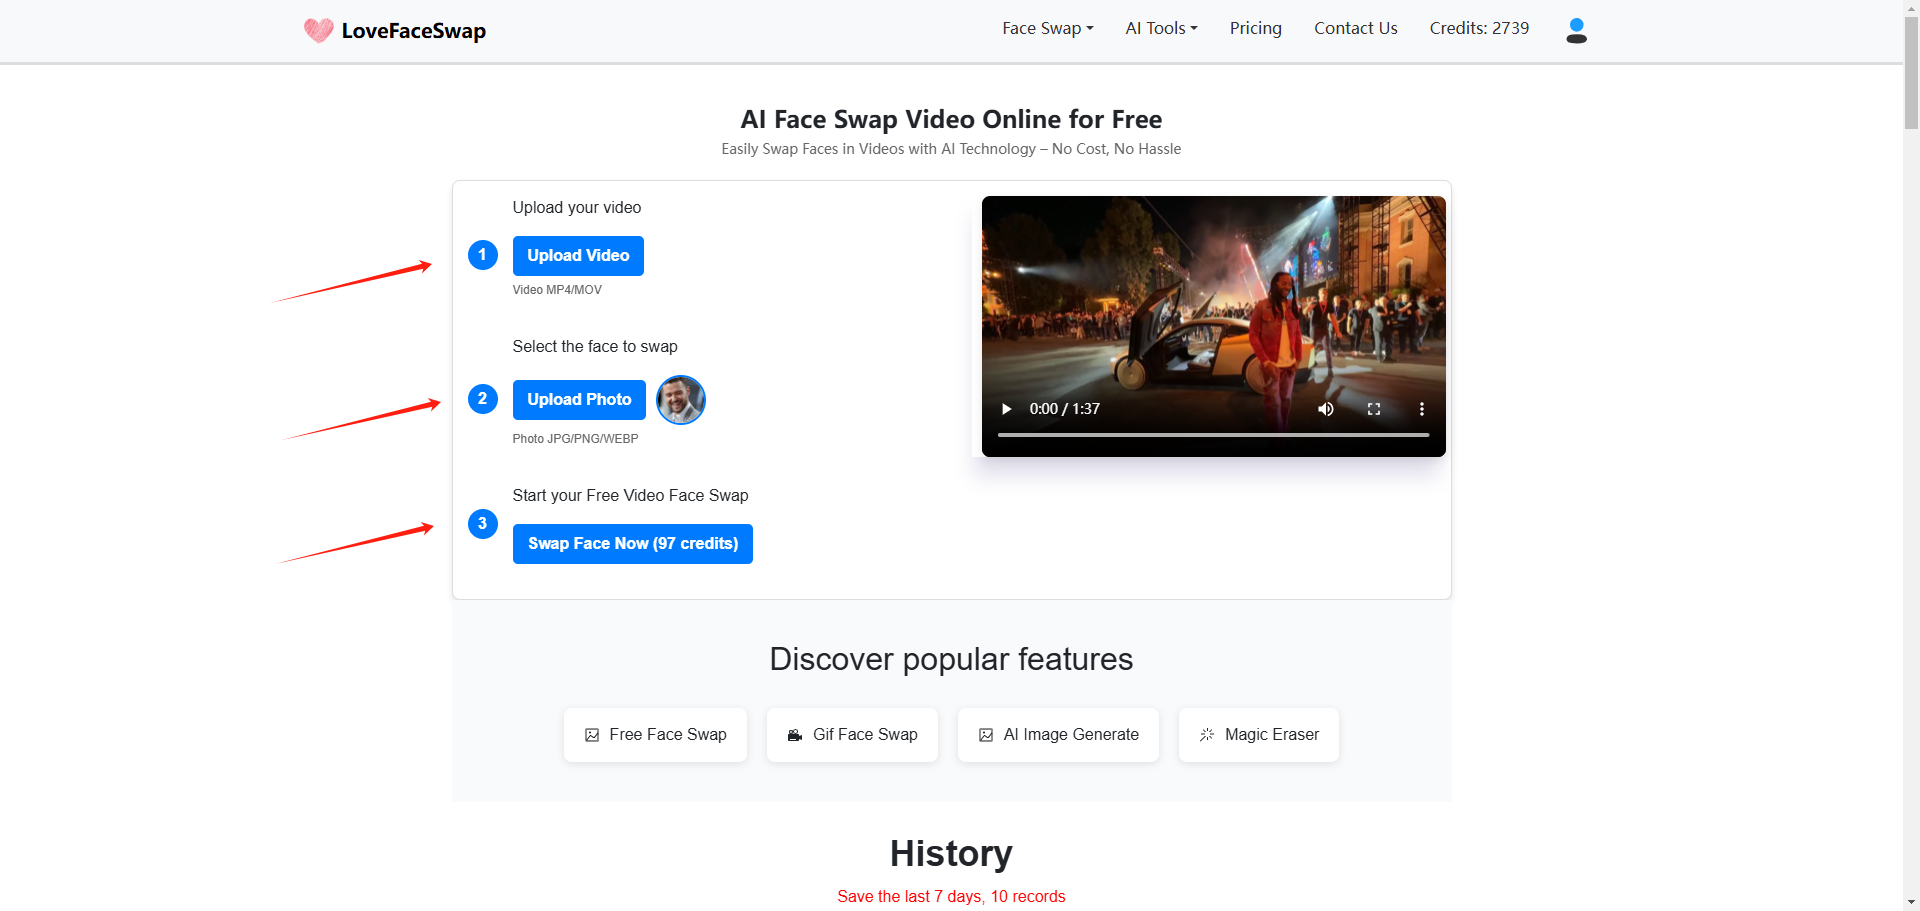 LoveFaceSwap
Face Swap
AI Tools
Pricing
Contact Us
Credits: 2739
AI Face Swap Video Online for Free
Easily Swap Faces in Videos with AI Technology – No Cost, No Hassle
Upload your video
1
Upload Video
Video MP4/MOV
Select the face to swap
2
Upload Photo
Photo JPG/PNG/WEBP
Start your Free Video Face Swap
3
Swap Face Now (97 credits)
0:00 / 1:37
Discover popular features
Free Face Swap
Gif Face Swap
AI Image Generate
Magic Eraser
History
Save the last 7 days, 10 records